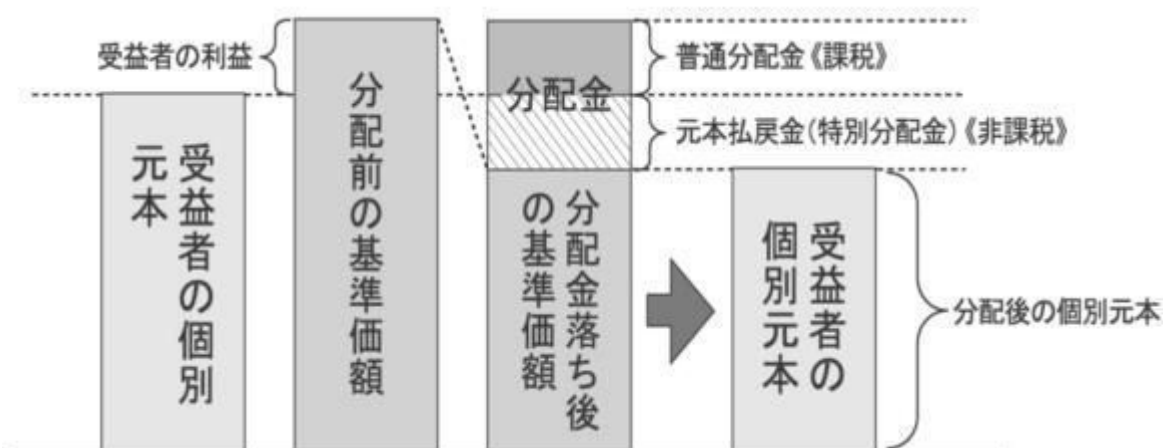 受益者の利益
普通分配金《課税》
分配金
元本払戻金(特別分配金)《非課税》
受益者の個別
元本
分配前の基準価額
分配金落ち後
の基準価額
受益者の
個別元本
分配後の個別元本